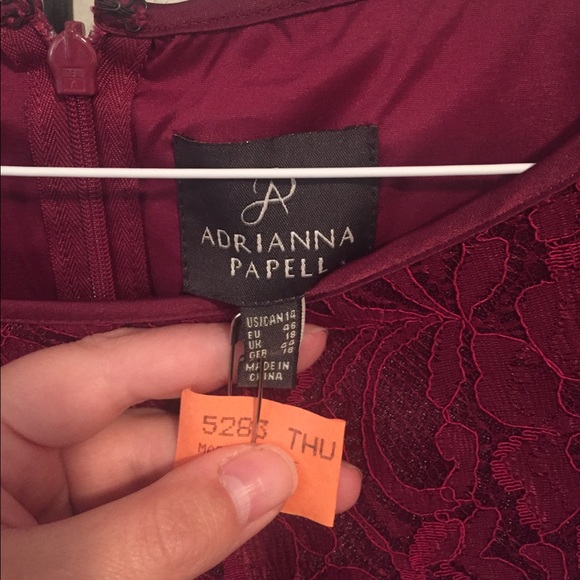 ADRIANNA
PAPELL
US|CAN 14
EU 46
UK 18
GER 44
MADE IN
CHINA
5283 THU